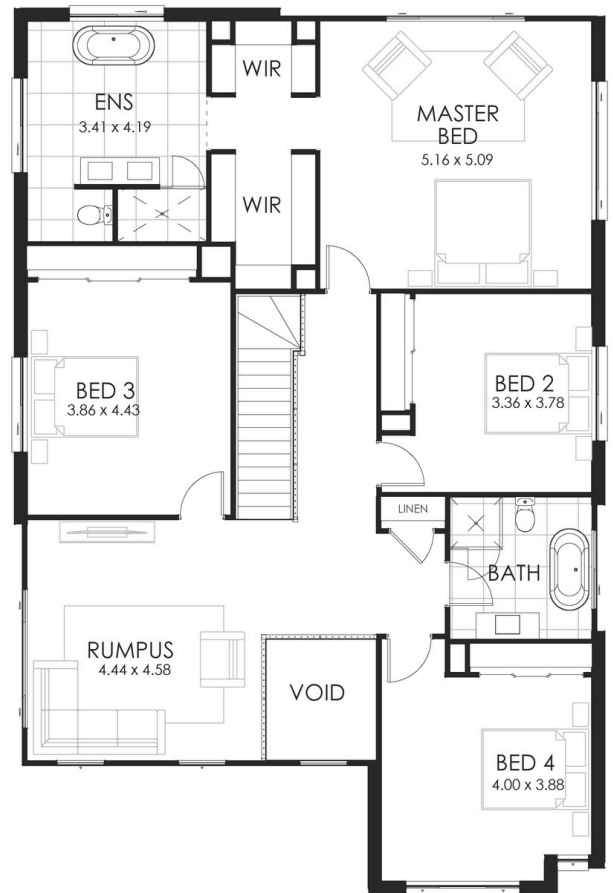 WIR
ENS
3.41 x 4.19
MASTER
BED
5.16 x 5.09
WIR
BED 3
3.86 x 4.43
BED 2
3.36 x 3.78
LINEN
BATH
RUMPUS
4.44 x 4.58
VOID
BED 4
4.00 x 3.88